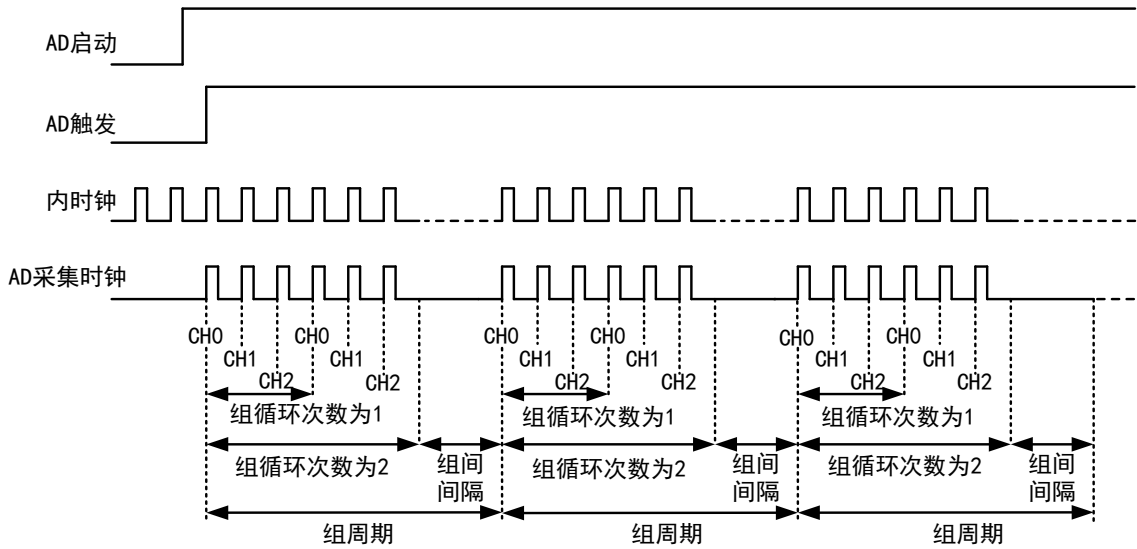 AD启动
AD触发
内时钟
AD采集时钟
CH0 CH0 CH0 CH0 CH0 CH0
CH1 CH1 CH1 CH1 CH1 CH1
CH2 CH2 CH2 CH2 CH2 CH2
组循环次数为1 组循环次数为1 组循环次数为1
组循环次数为2 组间间隔 组循环次数为2 组间间隔 组循环次数为2 组间间隔
组周期 组周期 组周期